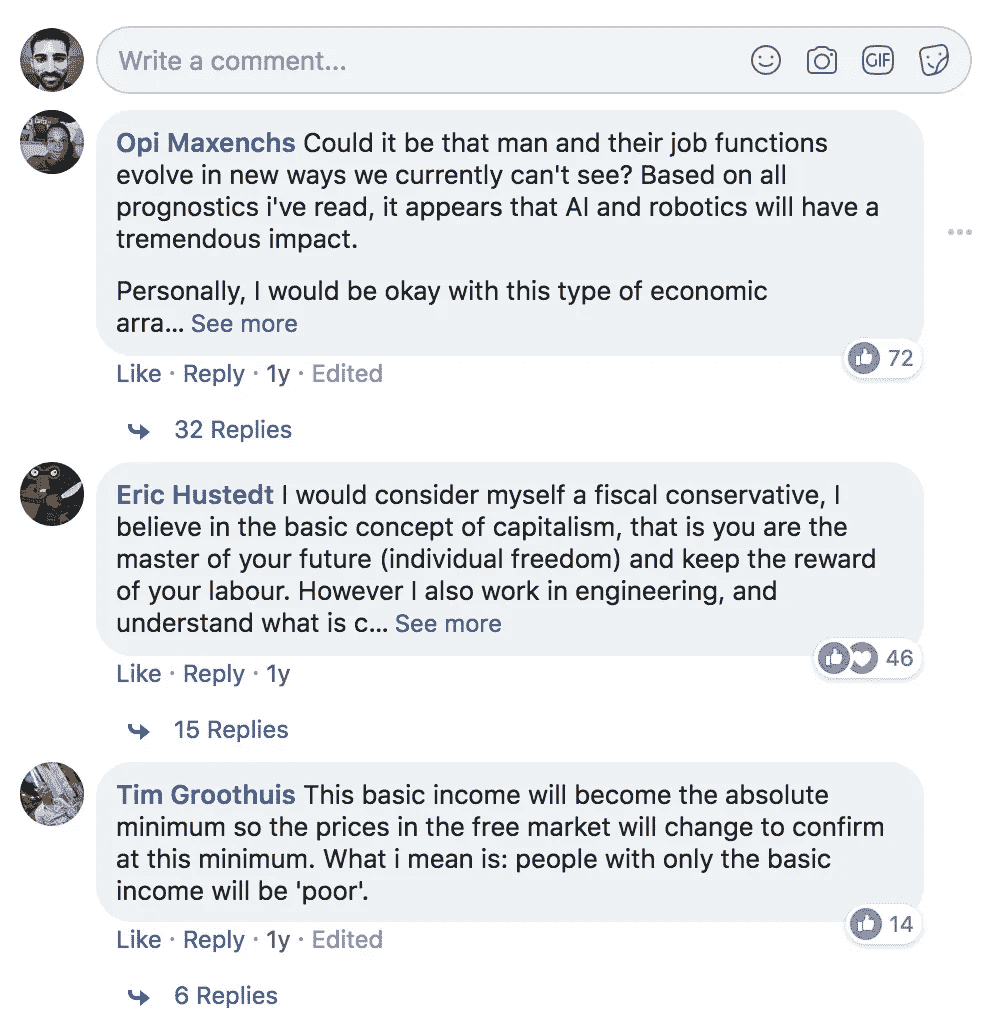 Write a comment...
GIF
Opi Maxenchs Could it be that man and their job functions
evolve in new ways we currently can't see? Based on all
prognostics i've read, it appears that AI and robotics will have a
tremendous impact.
Personally, I would be okay with this type of economic
arra... See more
72
Like · Reply · 1y · Edited
32 Replies
Eric Hustedt I would consider myself a fiscal conservative, I
believe in the basic concept of capitalism, that is you are the
master of your future (individual freedom) and keep the reward
of your labour. However I also work in engineering, and
understand what is c... See more
46
Like · Reply · 1y
15 Replies
Tim Groothuis This basic income will become the absolute
minimum so the prices in the free market will change to confirm
at this minimum. What i mean is: people with only the basic
income will be 'poor'.
14
Like · Reply · 1y · Edited
6 Replies